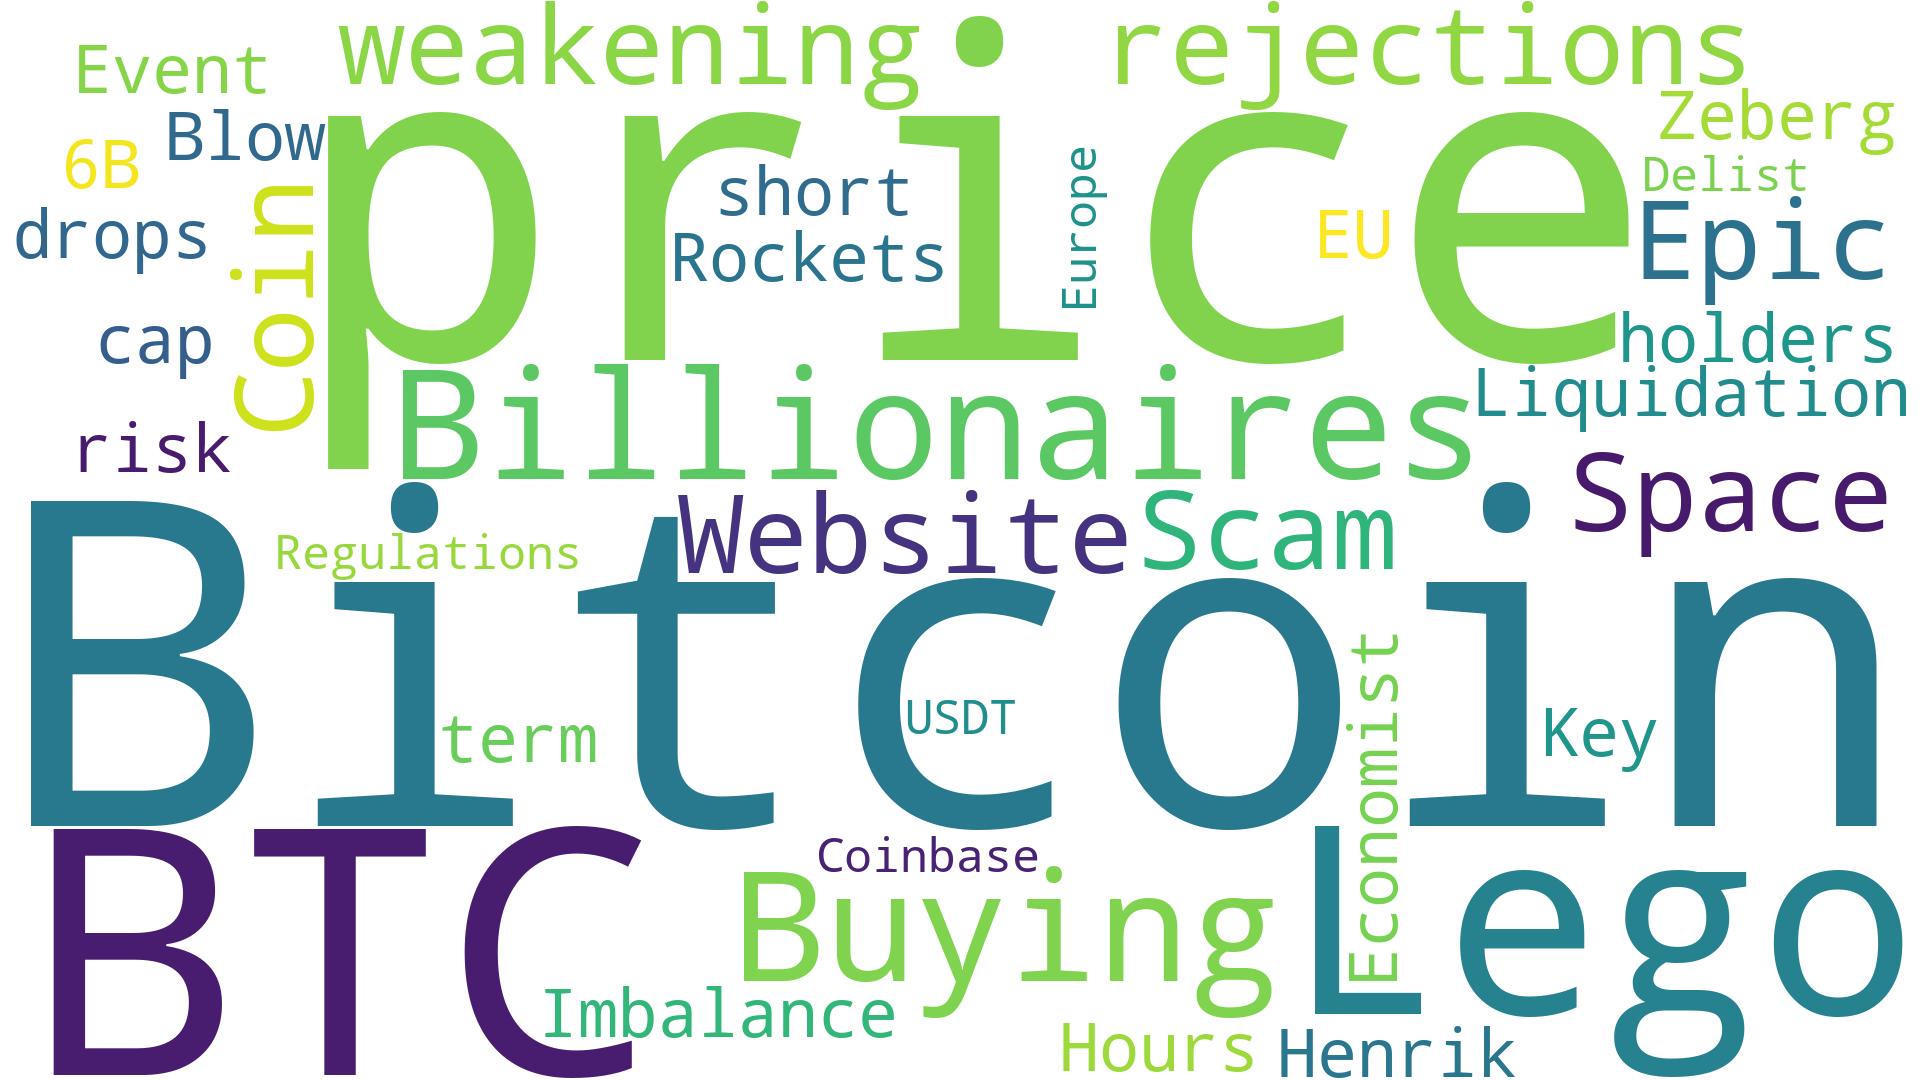 weakening
rejections
Event
Blow
Zeberg
6B
price
short
Europe
Delist
Coin
EU
Epic
drops
Rockets
cap
holders
Billionaires
Liquidation
risk
Space
Website
Scam
Regulations
Bitcoin
term
USDT
Economist
Key
BTC
Coinbase
Lego
Buying
Imbalance
Hours
Henrik